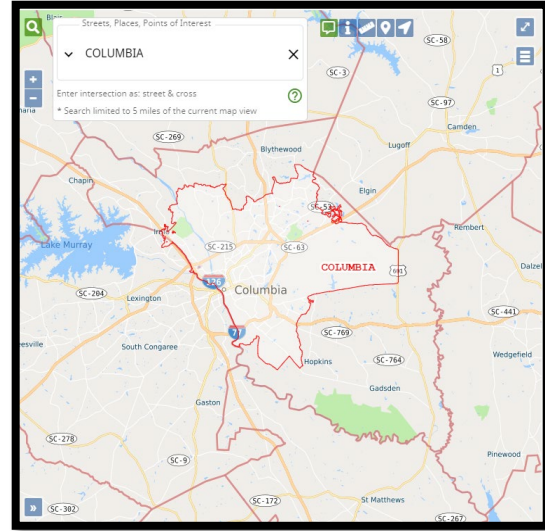 Blair
Streets, Places, Points of Interest
COLUMBIA
Enter intersection as: street & cross
* Search limited to 5 miles of the current map view
SC-58
1
SC-3
SC-97
Camden
SC-269
Blythewood
Lugoff
Chapin
Elgin
SC-53
Rembert
Irmo
Lake Murray
SC-215
SC-63
COLUMBIA
601
Dalzel
126
Columbia
SC-204
Lexington
SC-441
77
SC-769
eesville
South Congaree
Hopkins
SC-764
Wedgefield
Gadsden
Gaston
SC-278
SC-9
Pinewood
SC-172
St Matthews
SC-302
SC-267